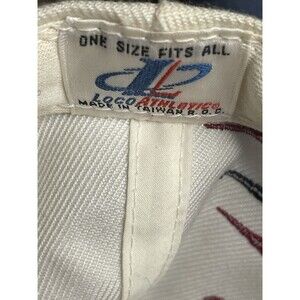 ONE SIZE FITS ALL
LOGO ATHLETIC®
MADE IN TAIWAN R.O.C.